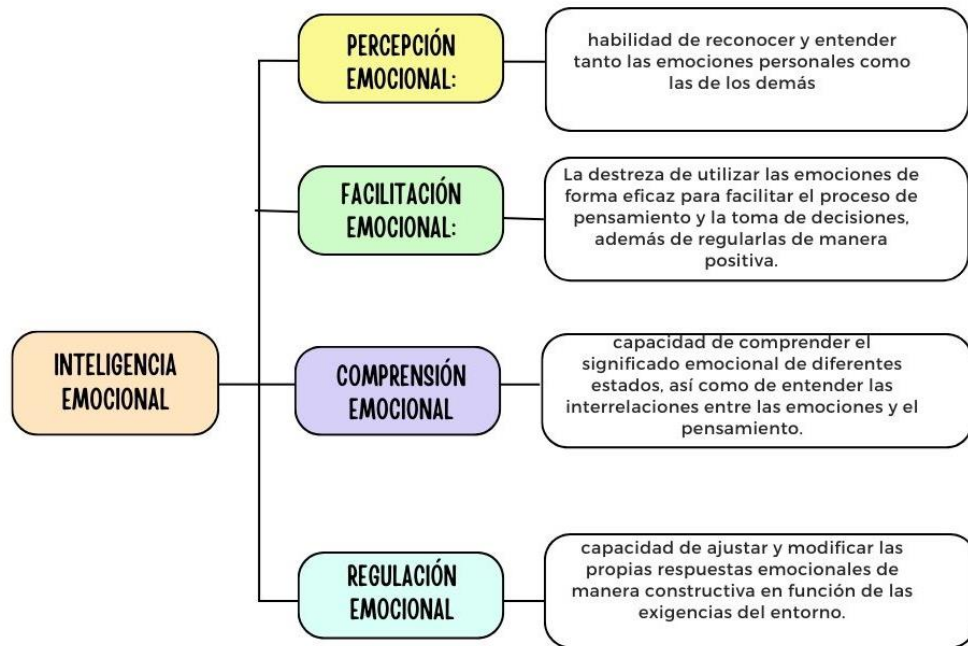 PERCEPCIÓN
EMOCIONAL:
habilidad de reconocer y entender
tanto las emociones personales como
las de los demás
FACILITACIÓN
EMOCIONAL:
La destreza de utilizar las emociones de
forma eficaz para facilitar el proceso de
pensamiento y la toma de decisiones,
además de regularlas de manera
positiva.
INTELIGENCIA
EMOCIONAL
COMPRENSIÓN
EMOCIONAL
capacidad de comprender el
significado emocional de diferentes
estados, así como de entender las
interrelaciones entre las emociones y el
pensamiento.
REGULACIÓN
EMOCIONAL
capacidad de ajustar y modificar las
propias respuestas emocionales de
manera constructiva en función de las
exigencias del entorno.